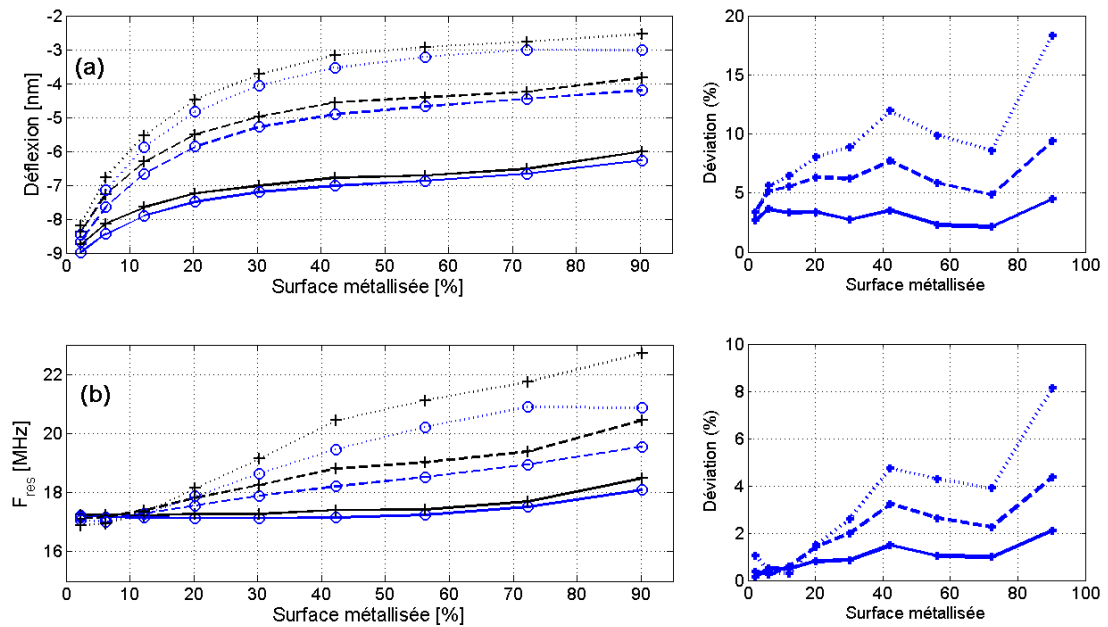 -2
-3
-4
-5
-6
-7
-8
-9
(a)
Déflexion [nm]
0 10 20 30 40 50 60 70 80 90
Surface métallisée [%]
20
15
10
5
0
Déviation (%)
0 20 40 60 80 100
Surface métallisée
22
20
18
16
(b)
F_res [MHz]
0 10 20 30 40 50 60 70 80 90
Surface métallisée [%]
10
8
6
4
2
0
Déviation (%)
0 20 40 60 80 100
Surface métallisée